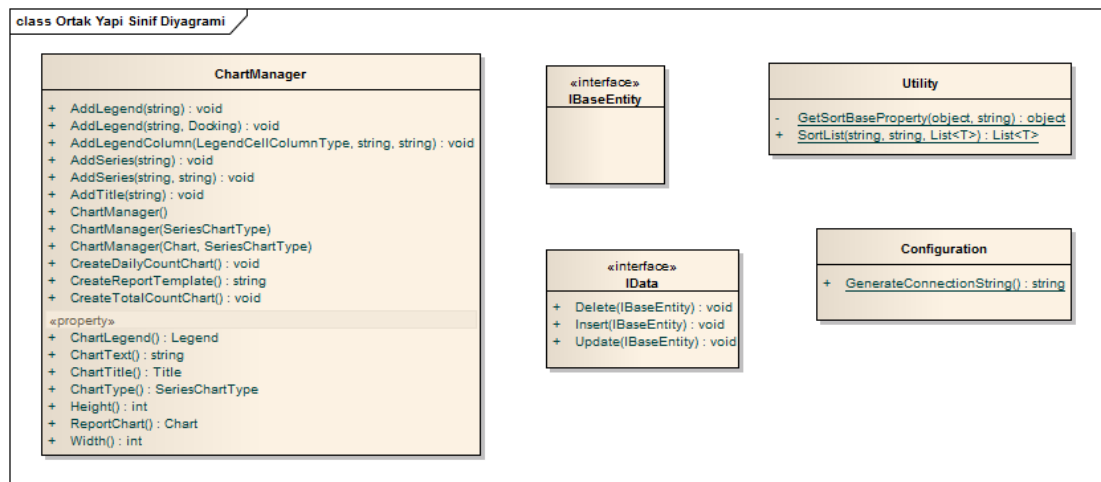 class Ortak Yapi Sinif Diyagrami
ChartManager
+ AddLegend(string) : void
+ AddLegend(string, Docking) : void
+ AddLegendColumn(LegendCellColumnType, string, string) : void
+ AddSeries(string) : void
+ AddSeries(string, string) : void
+ AddTitle(string) : void
+ ChartManager()
+ ChartManager(SeriesChartType)
+ ChartManager(Chart, SeriesChartType)
+ CreateDailyCountChart() : void
+ CreateReportTemplate() : string
+ CreateTotalCountChart() : void
«property»
+ ChartLegend() : Legend
+ ChartText() : string
+ ChartTitle() : Title
+ ChartType() : SeriesChartType
+ Height() : int
+ ReportChart() : Chart
+ Width() : int
«interface»
IBaseEntity
Utility
- GetSortBaseProperty(object, string) : object
+ SortList(string, string, List<T>) : List<T>
«interface»
IData
+ Delete(IBaseEntity) : void
+ Insert(IBaseEntity) : void
+ Update(IBaseEntity) : void
Configuration
+ GenerateConnectionString() : string